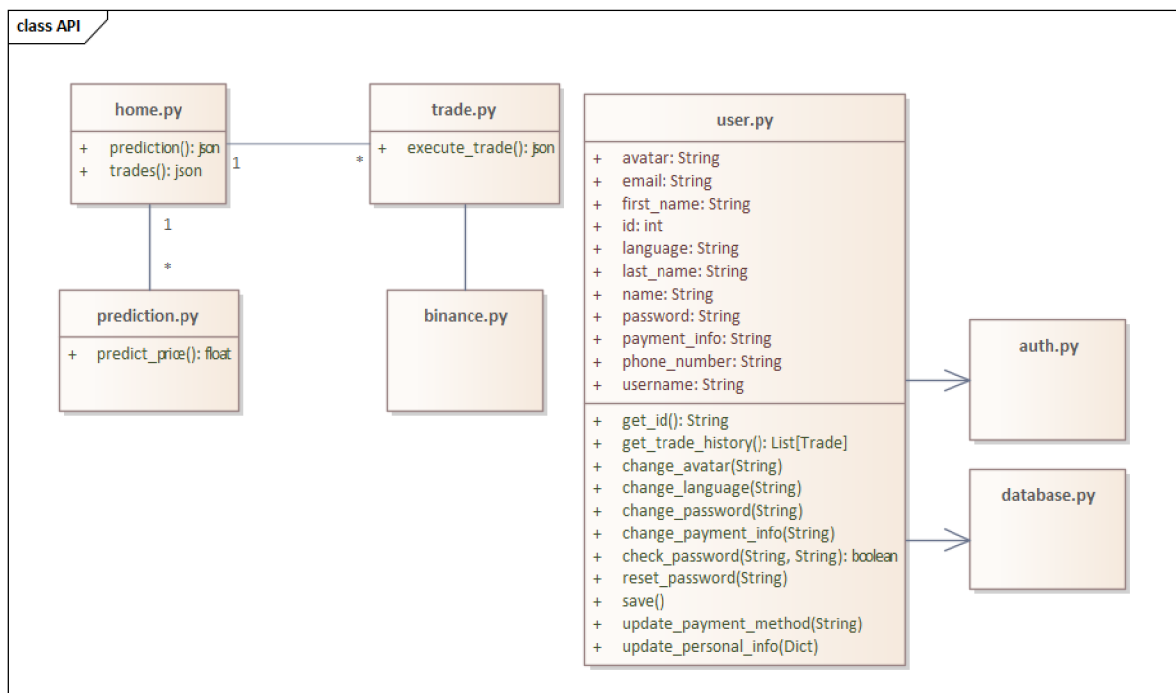 class API
home.py
+ prediction(): json
+ trades(): json
1
*
trade.py
+ execute_trade(): json
1
*
prediction.py
+ predict_price(): float
binance.py
user.py
+ avatar: String
+ email: String
+ first_name: String
+ id: int
+ language: String
+ last_name: String
+ name: String
+ password: String
+ payment_info: String
+ phone_number: String
+ username: String
+ get_id(): String
+ get_trade_history(): List[Trade]
+ change_avatar(String)
+ change_language(String)
+ change_password(String)
+ change_payment_info(String)
+ check_password(String, String): boolean
+ reset_password(String)
+ save()
+ update_payment_method(String)
+ update_personal_info(Dict)
auth.py
database.py